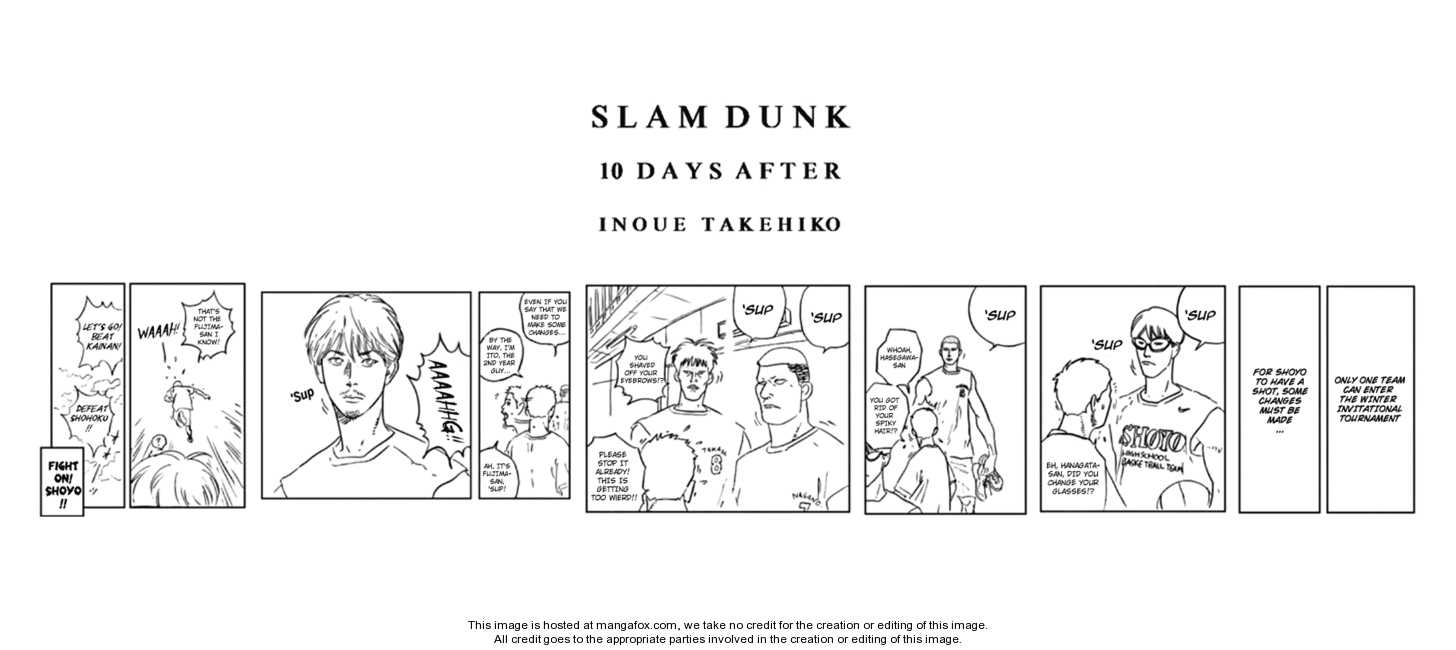 SLAM DUNK
10 DAYS AFTER
INOUE TAKEHIKO
ONLY ONE TEAM
CAN ENTER
THE WINTER
INVITATIONAL
TOURNAMENT
FOR SHOYO
TO HAVE A
SHOT, SOME
CHANGES
MUST BE
MADE
...
'SUP
'SUP
EH, HANAGATA-
SAN, DID YOU
CHANGE YOUR
GLASSES!?
SHOYO
HIGH SCHOOL
BASKETBALL TEAM
'SUP
WHOAH,
HASEGAWA-
SAN
YOU GOT
RID OF
YOUR
SPIKY
HAIR!?
'SUP
'SUP
YOU
SHAVED
OFF YOUR
EYEBROWS!?
PLEASE
STOP IT
ALREADY!
THIS IS
GETTING
TOO WIERD!!
NAGANO
EVEN IF YOU
SAY THAT WE
NEED TO
MAKE SOME
CHANGES...
BY THE
WAY, I'M
ITO, THE
2ND YEAR
GUY...
AH, IT'S
FUJIMA-
SAN,
'SUP!
AAAAHHG!!
'SUP
THAT'S
NOT THE
FUJIMA-
SAN I
KNOW!
WAAAH!!
?
LET'S GO!
BEAT
KAINAN!
DEFEAT
SHOHOKU
!!
FIGHT
ON!
SHOYO
!!
This image is hosted at mangafox.com, we take no credit for the creation or editing of this image.
All credit goes to the appropriate parties involved in the creation or editing of this image.